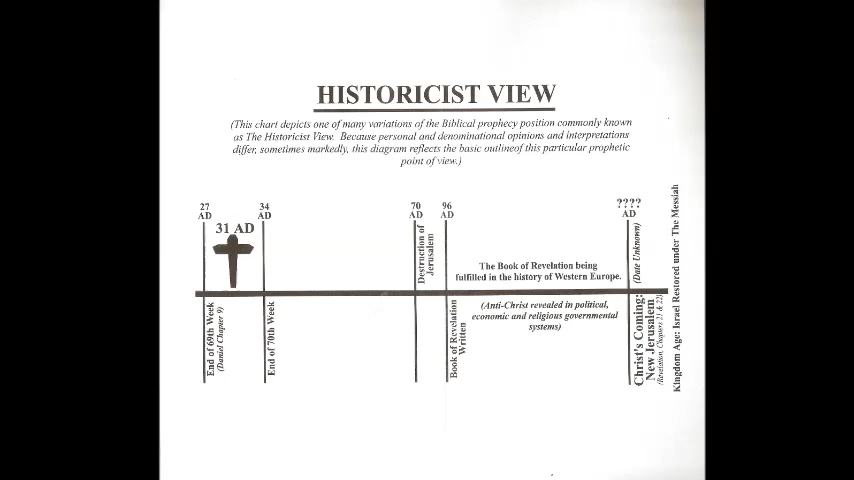 HISTORICIST VIEW
(This chart depicts one of many variations of the Biblical prophecy position commonly known
as The Historicist View. Because personal and denominational opinions and interpretations
differ, sometimes markedly, this diagram reflects the basic outlineof this particular prophetic
point of view.)
27
AD
31 AD
34
AD
70
AD
96
AD
????
AD
Destruction of
Jerusalem
The Book of Revelation being
fulfilled in the history of Western Europe.
(Date Unknown)
End of 69th Week
(Daniel Chapter 9)
End of 70th Week
Book of Revelation
Written
(Anti-Christ revealed in political,
economic and religious governmental
systems)
Christ's Coming:
New Jerusalem
(Revelation, Chapters 21 & 22)
Kingdom Age: Israel Restored under The Messiah